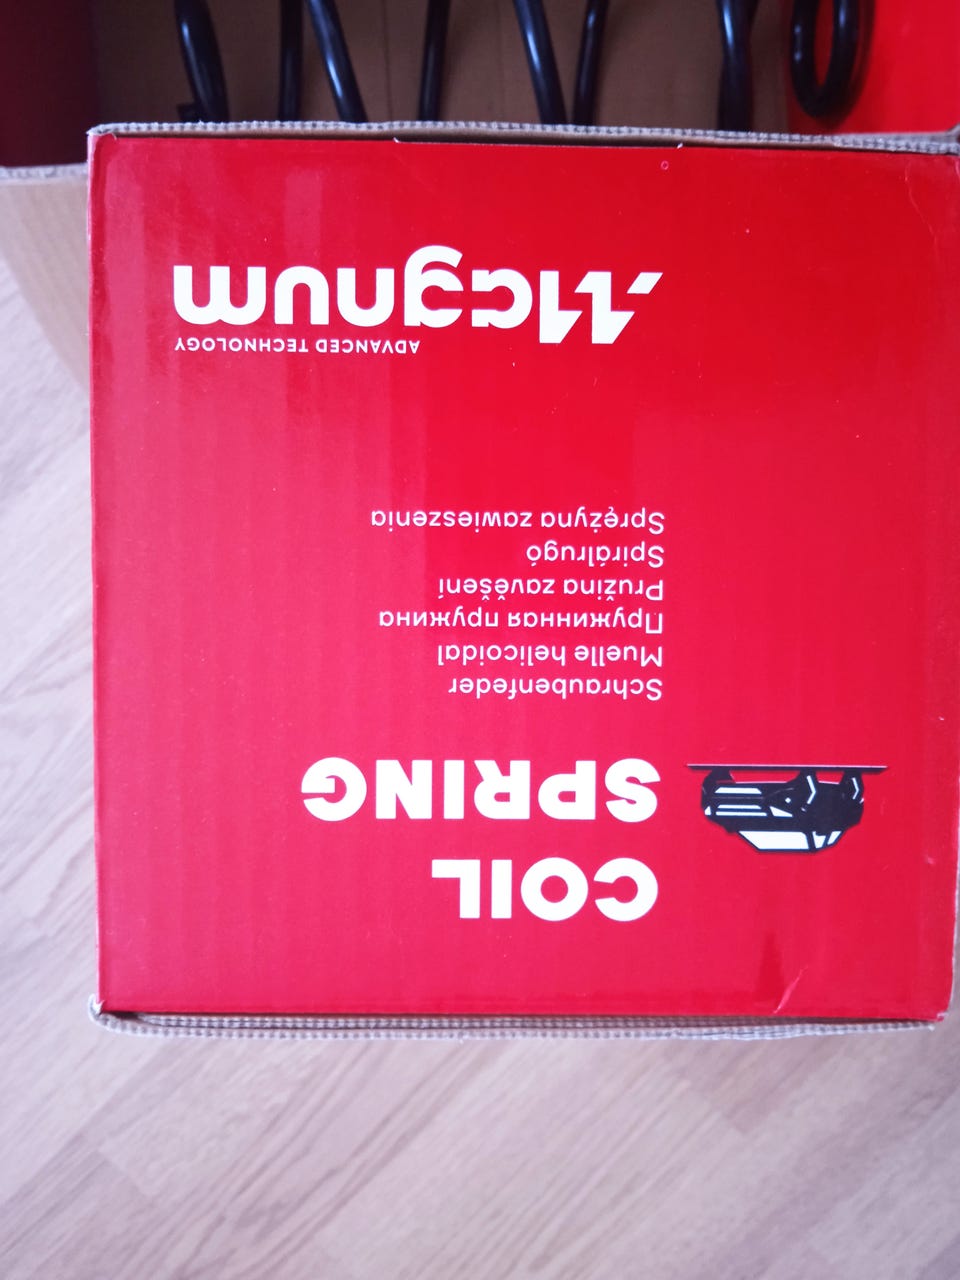 COIL
SPRING
Schraubenfeder
Muelle helicoidal
Пружинная пружина
Pružina zavěšení
Spirálrugó
Sprężyna zawieszenia
ADVANCED TECHNOLOGY
Magnum